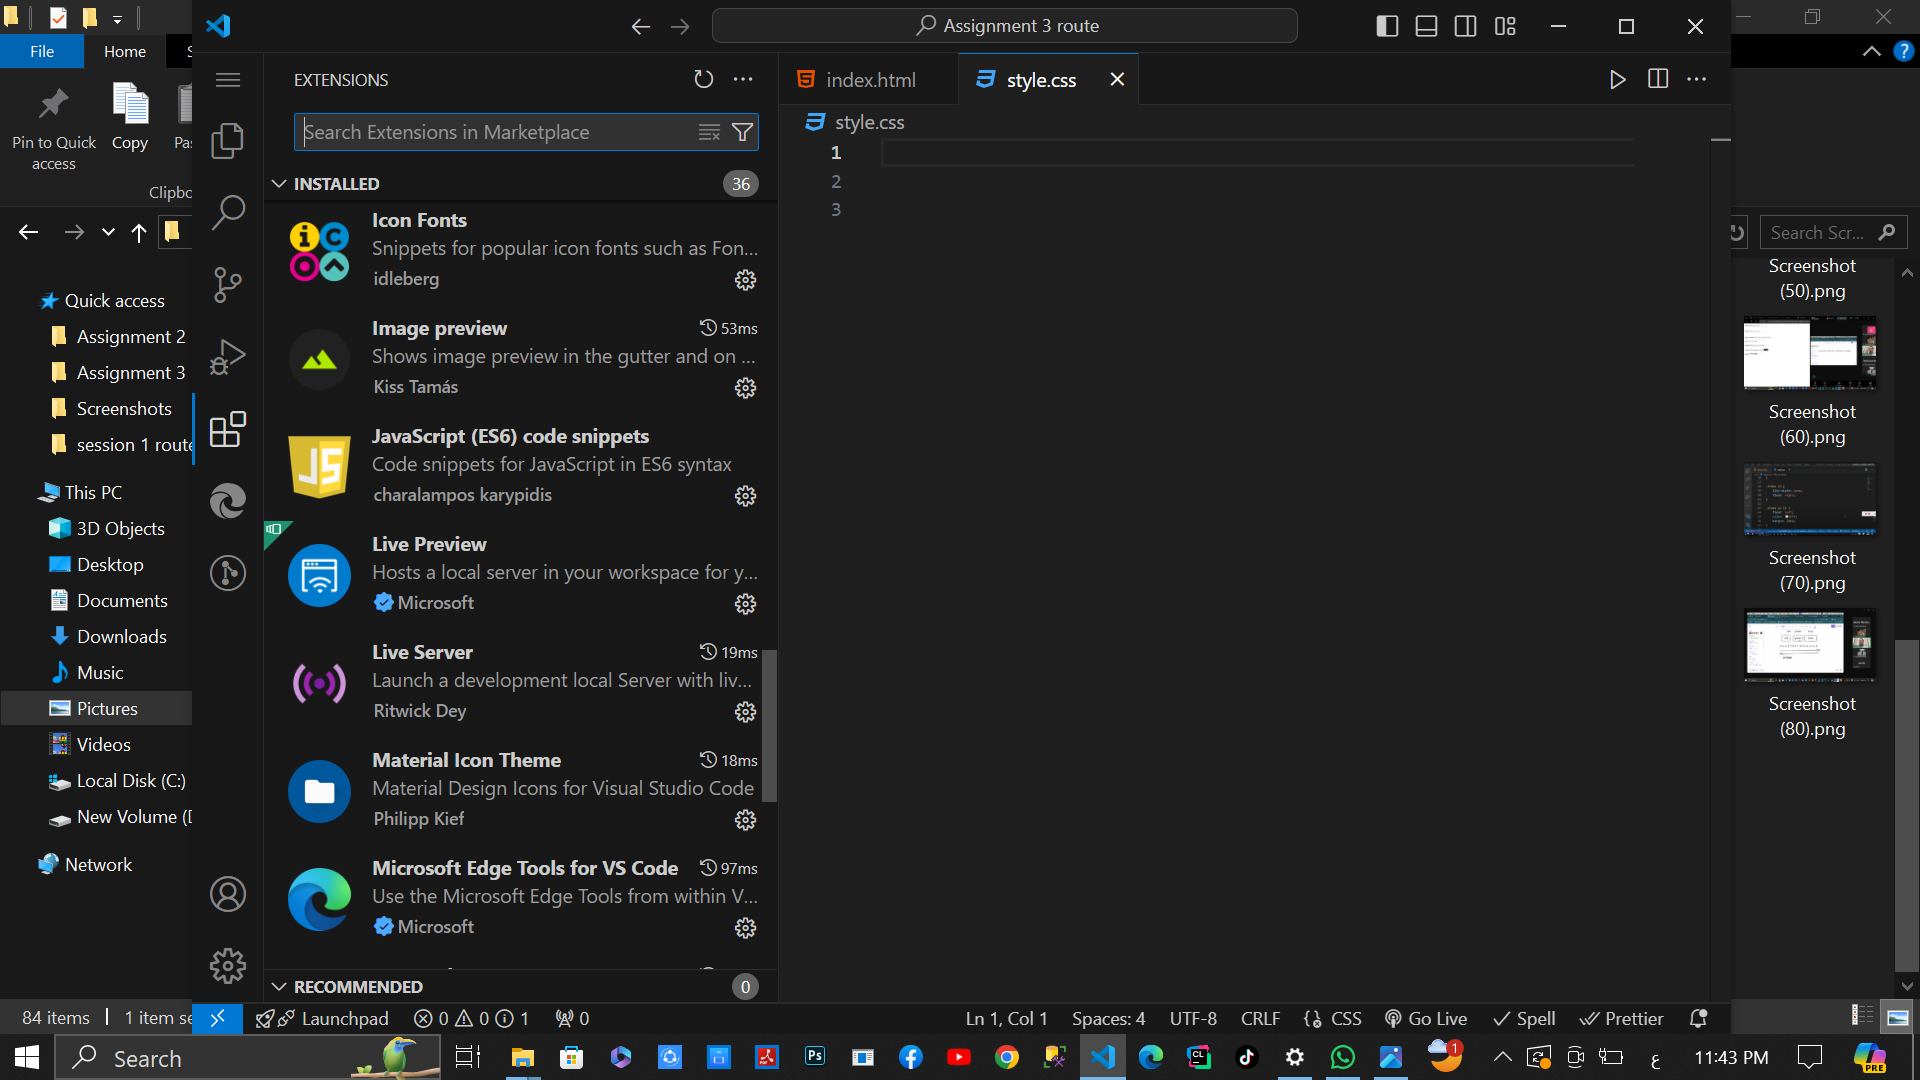 File
Home
Pin to Quick
access
Copy
Clipbo
Quick access
Assignment 2
Assignment 3
Screenshots
session 1 route
This PC
3D Objects
Desktop
Documents
Downloads
Music
Pictures
Videos
Local Disk (C:)
New Volume (D
Network
84 items
1 item se
Assignment 3 route
EXTENSIONS
Search Extensions in Marketplace
INSTALLED
36
Icon Fonts
Snippets for popular icon fonts such as Fon...
idleberg
Image preview
53ms
Shows image preview in the gutter and on ...
Kiss Tamás
JS
JavaScript (ES6) code snippets
Code snippets for JavaScript in ES6 syntax
charalampos karypidis
Live Preview
Hosts a local server in your workspace for y...
Microsoft
Live Server
19ms
Launch a development local Server with liv...
Ritwick Dey
Material Icon Theme
18ms
Material Design Icons for Visual Studio Code
Philipp Kief
Microsoft Edge Tools for VS Code
97ms
Use the Microsoft Edge Tools from within V...
Microsoft
RECOMMENDED
0
index.html
style.css
style.css
1
2
3
Launchpad
0
0
1
0
Ln 1, Col 1
Spaces: 4
UTF-8
CRLF
CSS
Go Live
Spell
Prettier
Search Scr...
Screenshot
(50).png
Screenshot
(60).png
Screenshot
(70).png
Screenshot
(80).png
Search
Ps
CL
1
ع
11:43 PM
PRE